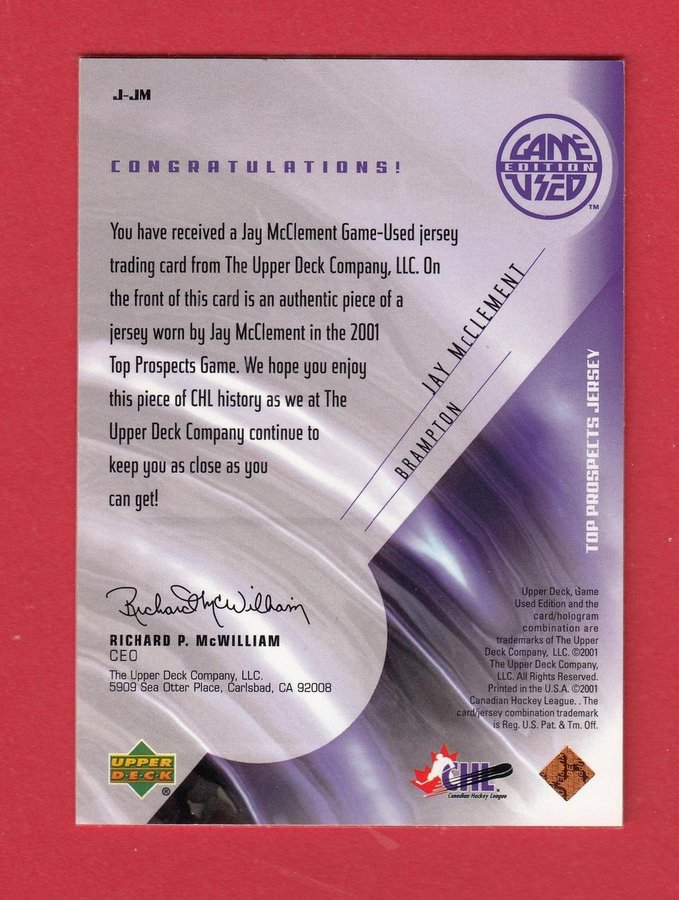 J-JM
GAME
EDITION
USED
TM
CONGRATULATIONS!
You have received a Jay McClement Game-Used jersey
trading card from The Upper Deck Company, LLC. On
the front of this card is an authentic piece of a
jersey worn by Jay McClement in the 2001
Top Prospects Game. We hope you enjoy
this piece of CHL history as we at The
Upper Deck Company continue to
keep you as close as you
can get!
JAY McCLEMENT
BRAMPTON
TOP PROSPECTS JERSEY
Richard McWilliam
RICHARD P. McWILLIAM
CEO
The Upper Deck Company, LLC.
5909 Sea Otter Place, Carlsbad, CA 92008
Upper Deck, Game
Used Edition and the
card/hologram
combination are
trademarks of The Upper
Deck Company, LLC. ©2001
The Upper Deck Company,
LLC. All Rights Reserved.
Printed in the U.S.A. ©2001
Canadian Hockey League. . The
card/jersey combination trademark
is Reg. U.S. Pat. & Tm. Off.
UPPER
DECK
®
CHL
Canadian Hockey League